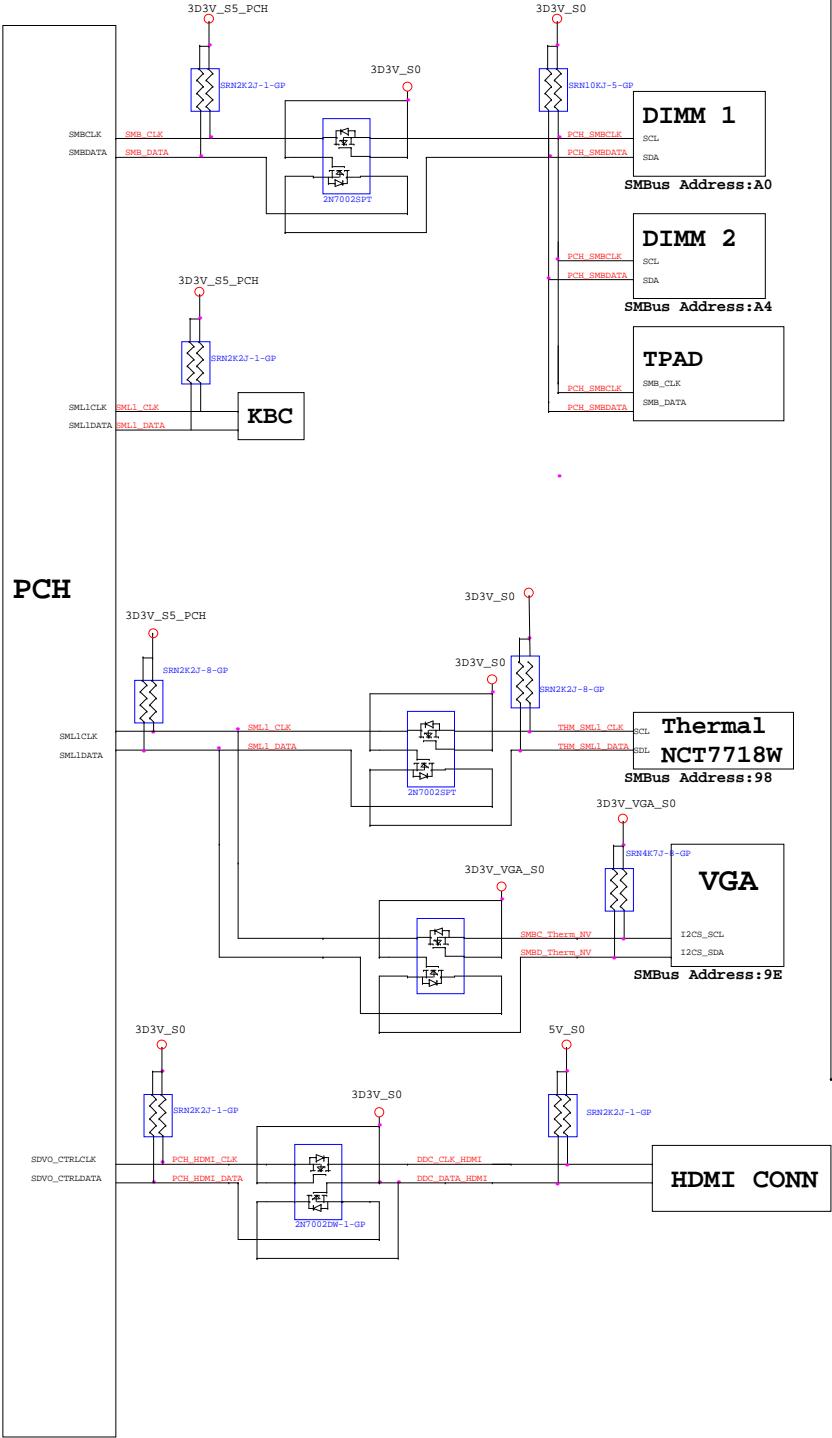 3D3V_S5_PCH
3D3V_S0
SRN2K2J-1-GP
3D3V_S0
SRN10KJ-5-GP
DIMM 1
SMBCLK
SMB_CLK
PCH_SMBCLK
SCL
SMBDATA
SMB_DATA
PCH_SMBDATA
SDA
SMBus Address:A0
2N7002SPT
DIMM 2
PCH_SMBCLK
SCL
PCH_SMBDATA
SDA
SMBus Address:A4
3D3V_S5_PCH
SRN2K2J-1-GP
TPAD
PCH_SMBCLK
SMB_CLK
PCH_SMBDATA
SMB_DATA
SML1CLK
SML1_CLK
KBC
SML1DATA
SML1_DATA
PCH
3D3V_S0
3D3V_S5_PCH
3D3V_S0
SRN2K2J-8-GP
SRN2K2J-8-GP
SML1CLK
SML1_CLK
THM_SML1_CLK
SCL
Thermal
SML1DATA
SML1_DATA
THM_SML1_DATA
SDL
NCT7718W
SMBus Address:98
2N7002SPT
3D3V_VGA_S0
SRN4K7J-8-GP
3D3V_VGA_S0
VGA
SMBC_Therm_NV
I2CS_SCL
SMBD_Therm_NV
I2CS_SDA
SMBus Address:9E
3D3V_S0
5V_S0
3D3V_S0
SRN2K2J-1-GP
SRN2K2J-1-GP
SDVO_CTRLCLK
PCH_HDMI_CLK
DDC_CLK_HDMI
SDVO_CTRLDATA
PCH_HDMI_DATA
DDC_DATA_HDMI
HDMI CONN
2N7002DW-1-GP